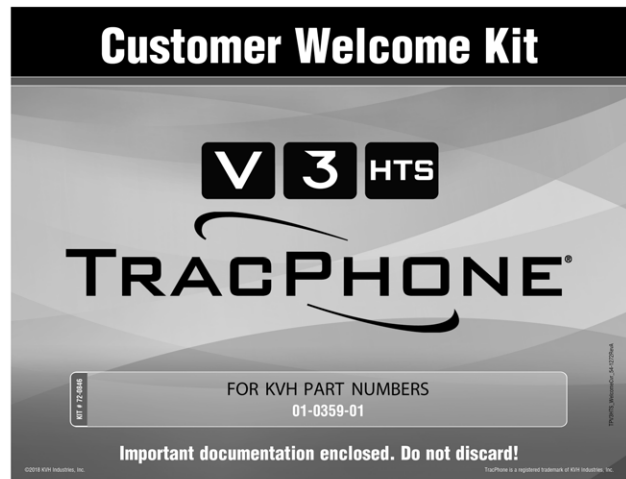 Customer Welcome Kit
V 3 HTS
TRACPHONE®
KIT # 72-0846
FOR KVH PART NUMBERS
01-0359-01
Important documentation enclosed. Do not discard!
©2018 KVH Industries, Inc.
TracPhone is a registered trademark of KVH Industries, Inc.